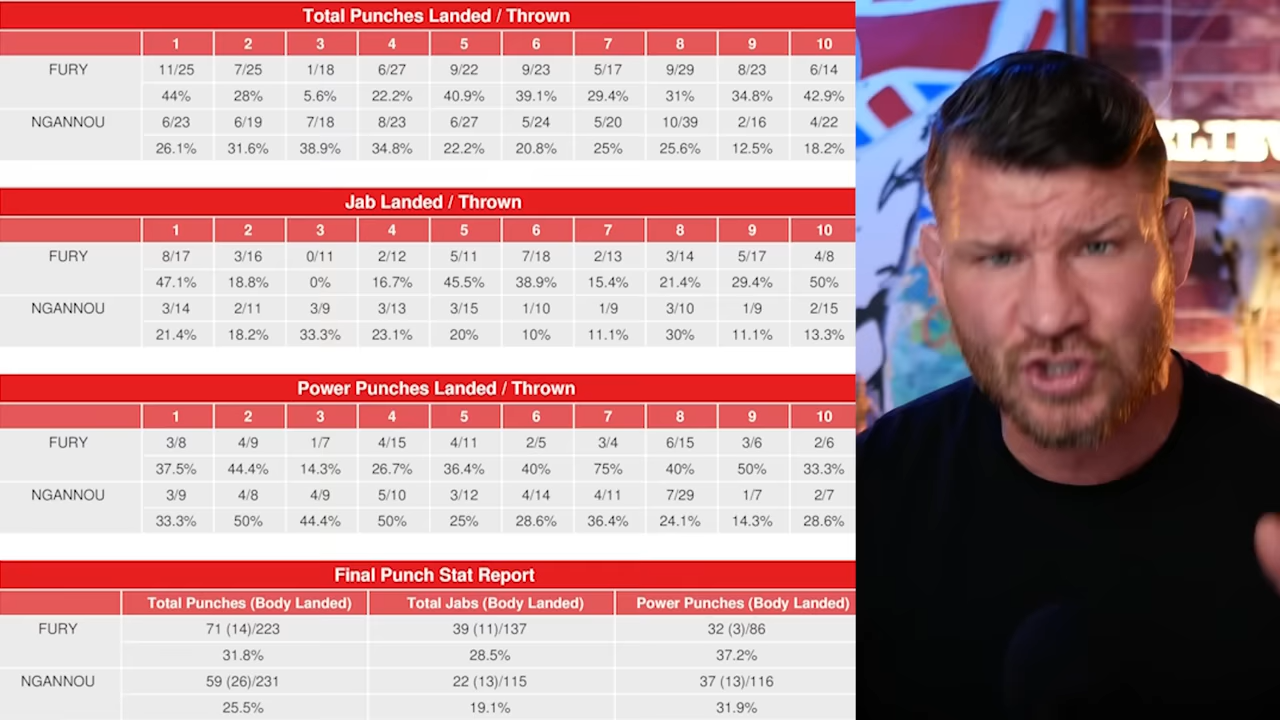 Total Punches Landed / Thrown
1 2 3 4 5 6 7 8 9 10
FURY 11/25 7/25 1/18 6/27 9/22 9/23 5/17 9/29 8/23 6/14
44% 28% 5.6% 22.2% 40.9% 39.1% 29.4% 31% 34.8% 42.9%
NGANNOU 6/23 6/19 7/18 8/23 6/27 5/24 5/20 10/39 2/16 4/22
26.1% 31.6% 38.9% 34.8% 22.2% 20.8% 25% 25.6% 12.5% 18.2%
Jab Landed / Thrown
1 2 3 4 5 6 7 8 9 10
FURY 8/17 3/16 0/11 2/12 5/11 7/18 2/13 3/14 5/17 4/8
47.1% 18.8% 0% 16.7% 45.5% 38.9% 15.4% 21.4% 29.4% 50%
NGANNOU 3/14 2/11 3/9 3/13 3/15 1/10 1/9 3/10 1/9 2/15
21.4% 18.2% 33.3% 23.1% 20% 10% 11.1% 30% 11.1% 13.3%
Power Punches Landed / Thrown
1 2 3 4 5 6 7 8 9 10
FURY 3/8 4/9 1/7 4/15 4/11 2/5 3/4 6/15 3/6 2/6
37.5% 44.4% 14.3% 26.7% 36.4% 40% 75% 40% 50% 33.3%
NGANNOU 3/9 4/8 4/9 5/10 3/12 4/14 4/11 7/29 1/7 2/7
33.3% 50% 44.4% 50% 25% 28.6% 36.4% 24.1% 14.3% 28.6%
Final Punch Stat Report
Total Punches (Body Landed) Total Jabs (Body Landed) Power Punches (Body Landed)
FURY 71 (14)/223 39 (11)/137 32 (3)/86
31.8% 28.5% 37.2%
NGANNOU 59 (26)/231 22 (13)/115 37 (13)/116
25.5% 19.1% 31.9%